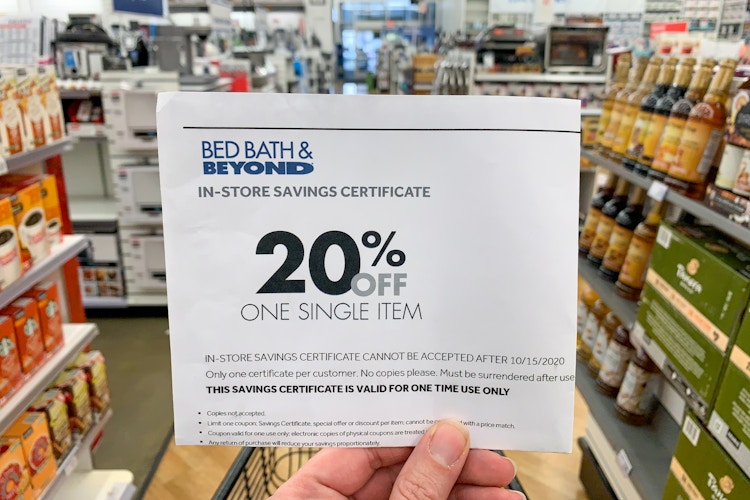 BED BATH &
BEYOND
IN-STORE SAVINGS CERTIFICATE
20%
OFF
ONE SINGLE ITEM
IN-STORE SAVINGS CERTIFICATE CANNOT BE ACCEPTED AFTER 10/15/2020
Only one certificate per customer. No copies please. Must be surrendered after use
THIS SAVINGS CERTIFICATE IS VALID FOR ONE TIME USE ONLY
• Copies not accepted.
• Limit one coupon, Savings Certificate, special offer or discount per item; cannot be with a price match.
• Coupon valid for one use only; electronic copies of physical coupons are treated
• Any return of purchase will reduce your savings proportionately.